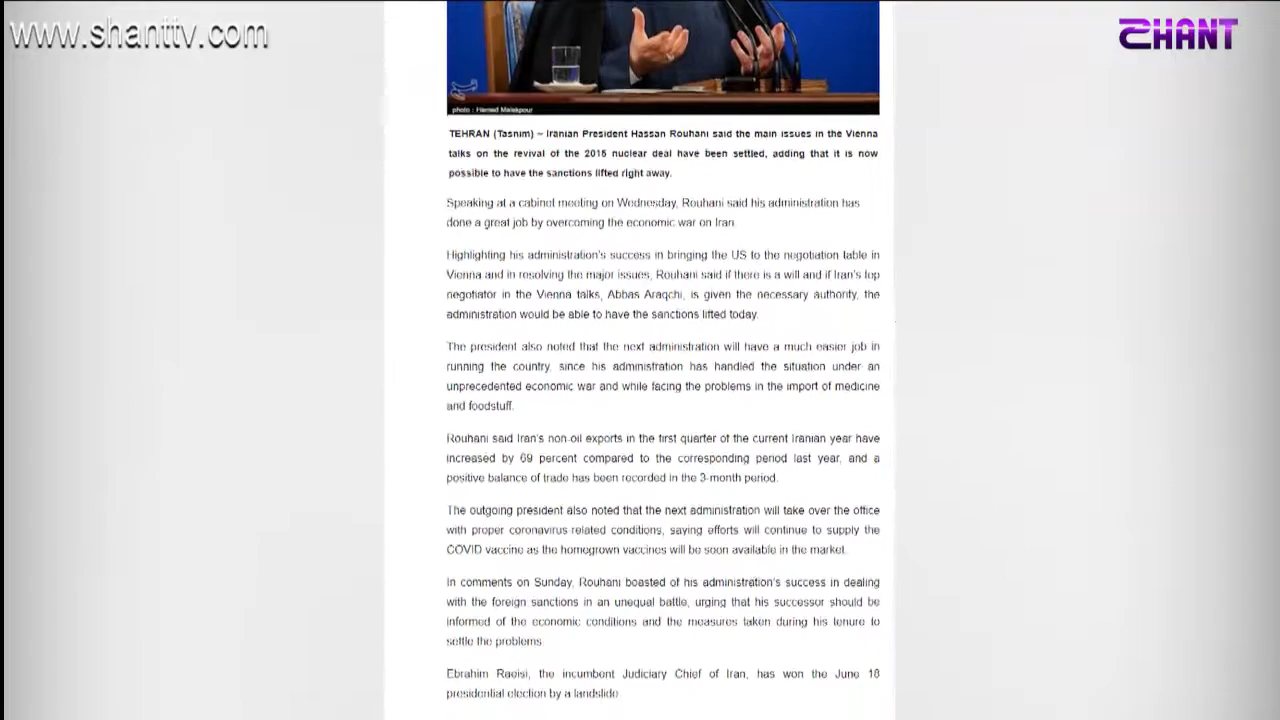 www.shanttv.com
SHANT
photo : Hamed Malekpour
TEHRAN (Tasnim) – Iranian President Hassan Rouhani said the main issues in the Vienna
talks on the revival of the 2015 nuclear deal have been settled, adding that it is now
possible to have the sanctions lifted right away.
Speaking at a cabinet meeting on Wednesday, Rouhani said his administration has
done a great job by overcoming the economic war on Iran.
Highlighting his administration's success in bringing the US to the negotiation table in
Vienna and in resolving the major issues, Rouhani said if there is a will and if Iran's top
negotiator in the Vienna talks, Abbas Araqchi, is given the necessary authority, the
administration would be able to have the sanctions lifted today.
The president also noted that the next administration will have a much easier job in
running the country, since his administration has handled the situation under an
unprecedented economic war and while facing the problems in the import of medicine
and foodstuff.
Rouhani said Iran's non-oil exports in the first quarter of the current Iranian year have
increased by 69 percent compared to the corresponding period last year, and a
positive balance of trade has been recorded in the 3-month period.
The outgoing president also noted that the next administration will take over the office
with proper coronavirus-related conditions, saying efforts will continue to supply the
COVID vaccine as the homegrown vaccines will be soon available in the market.
In comments on Sunday, Rouhani boasted of his administration's success in dealing
with the foreign sanctions in an unequal battle, urging that his successor should be
informed of the economic conditions and the measures taken during his tenure to
settle the problems.
Ebrahim Raeisi, the incumbent Judiciary Chief of Iran, has won the June 18
presidential election by a landslide.